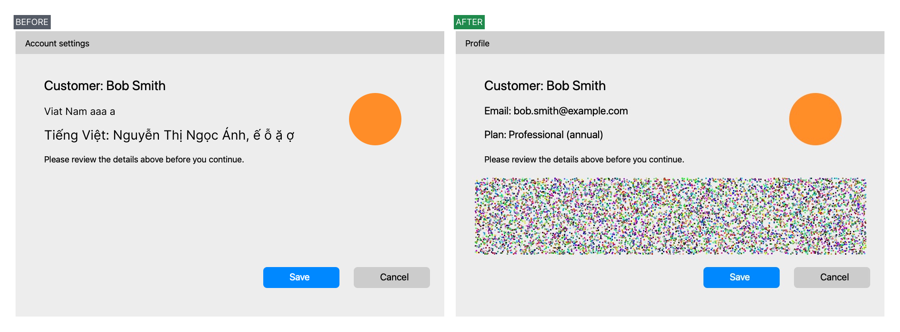 BEFORE
Account settings
Customer: Bob Smith
Viat Nam aaa a
Tiếng Việt: Nguyễn Thị Ngọc Ánh, ế ỗ ặ ợ
Please review the details above before you continue.
Save
Cancel
AFTER
Profile
Customer: Bob Smith
Email: bob.smith@example.com
Plan: Professional (annual)
Please review the details above before you continue.
Save
Cancel